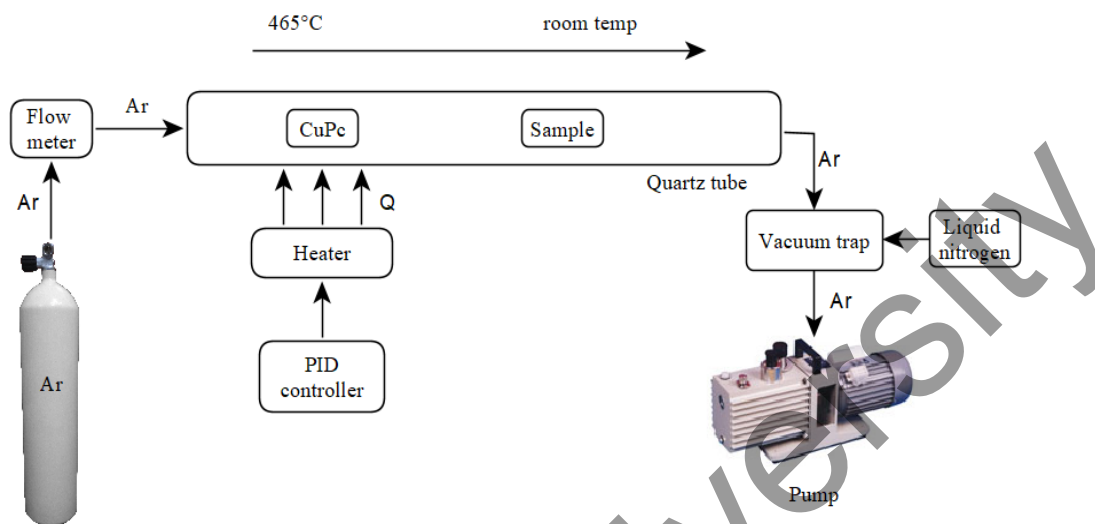 465°C
room temp
Flow
meter
Ar
CuPc
Sample
Ar
Quartz tube
Ar
Q
Heater
Vacuum trap
Liquid
nitrogen
Ar
PID
controller
Ar
Pump